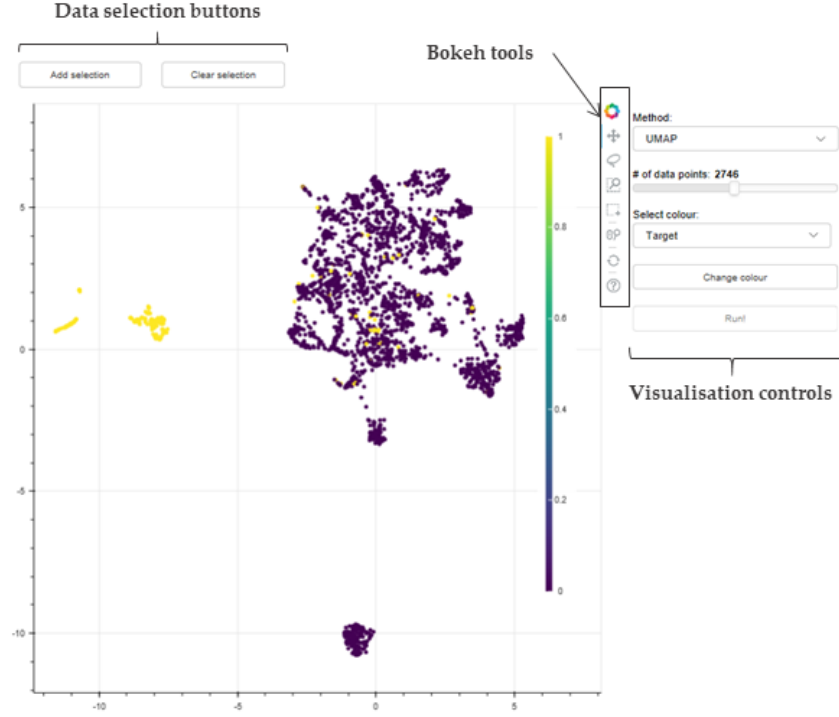 Data selection buttons
Bokeh tools
Add selection
Clear selection
Method:
UMAP
# of data points: 2746
Select colour:
Target
Change colour
Run!
Visualisation controls
1
0.8
0.6
0.4
0.2
0
5
0
-5
-10
-10
-5
0
5